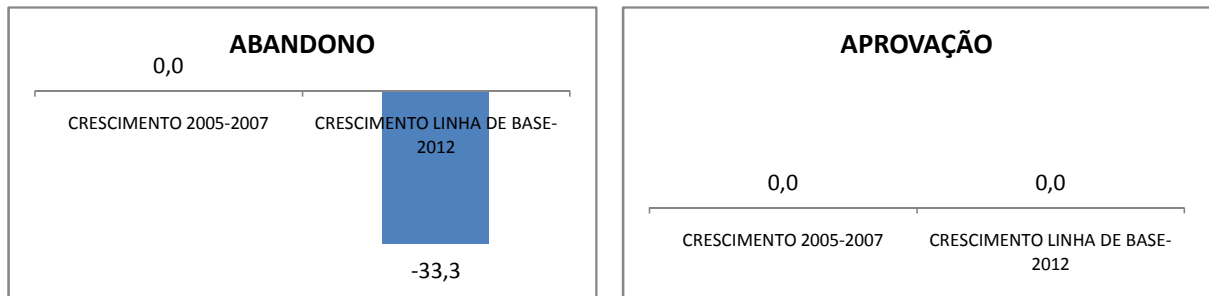 ABANDONO
0,0
CRESCIMENTO 2005-2007
CRESCIMENTO LINHA DE BASE-
2012
-33,3
APROVAÇÃO
0,0
0,0
CRESCIMENTO 2005-2007
CRESCIMENTO LINHA DE BASE-
2012